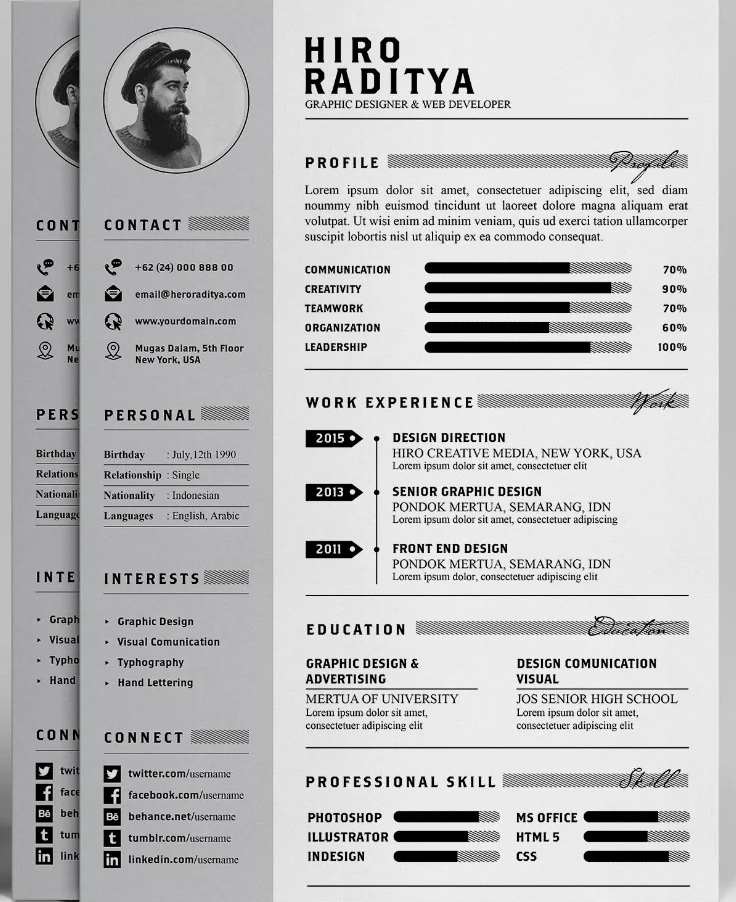 CONTACT
+62 (24) 000 888 00
email@heroraditya.com
www.yourdomain.com
Mugas Dalam, 5th Floor
New York, USA
PERSONAL
Birthday : July,12th 1990
Relationship : Single
Nationality : Indonesian
Languages : English, Arabic
INTERESTS
Graphic Design
Visual Comunication
Typhography
Hand Lettering
CONNECT
twitter.com/username
facebook.com/username
behance.net/username
tumblr.com/username
linkedin.com/username
HIRO
RADITYA
GRAPHIC DESIGNER & WEB DEVELOPER
PROFILE Profile
Lorem ipsum dolor sit amet, consectetuer adipiscing elit, sed diam
noummy nibh euismod tincidunt ut laoreet dolore magna aliquam erat
volutpat. Ut wisi enim ad minim veniam, quis ud exerci tation ullamcorper
suscipit lobortis nisl ut aliquip ex ea commodo consequat.
COMMUNICATION 70%
CREATIVITY 90%
TEAMWORK 70%
ORGANIZATION 60%
LEADERSHIP 100%
WORK EXPERIENCE Work
2015 DESIGN DIRECTION
HIRO CREATIVE MEDIA, NEW YORK, USA
Lorem ipsum dolor sit amet, consectetuer elit
2013 SENIOR GRAPHIC DESIGN
PONDOK MERTUA, SEMARANG, IDN
Lorem ipsum dolor sit amet, consectetuer adipiscing
2011 FRONT END DESIGN
PONDOK MERTUA, SEMARANG, IDN
Lorem ipsum dolor, consectetuer adipiscing elit
EDUCATION Education
GRAPHIC DESIGN &
ADVERTISING
MERTUA OF UNIVERSITY
Lorem ipsum dolor sit amet,
consectetuer adipiscing elit
DESIGN COMUNICATION
VISUAL
JOS SENIOR HIGH SCHOOL
Lorem ipsum dolor sit amet,
consectetuer adipiscing elit
PROFESSIONAL SKILL Skill
PHOTOSHOP MS OFFICE
ILLUSTRATOR HTML 5
INDESIGN CSS
CONT
+6
em
ww
Mu
Ne
PERS
Birthday
Relations
Nationali
Language
INTE
Graph
Visual
Typho
Hand
CONN
twit
face
beh
tum
link